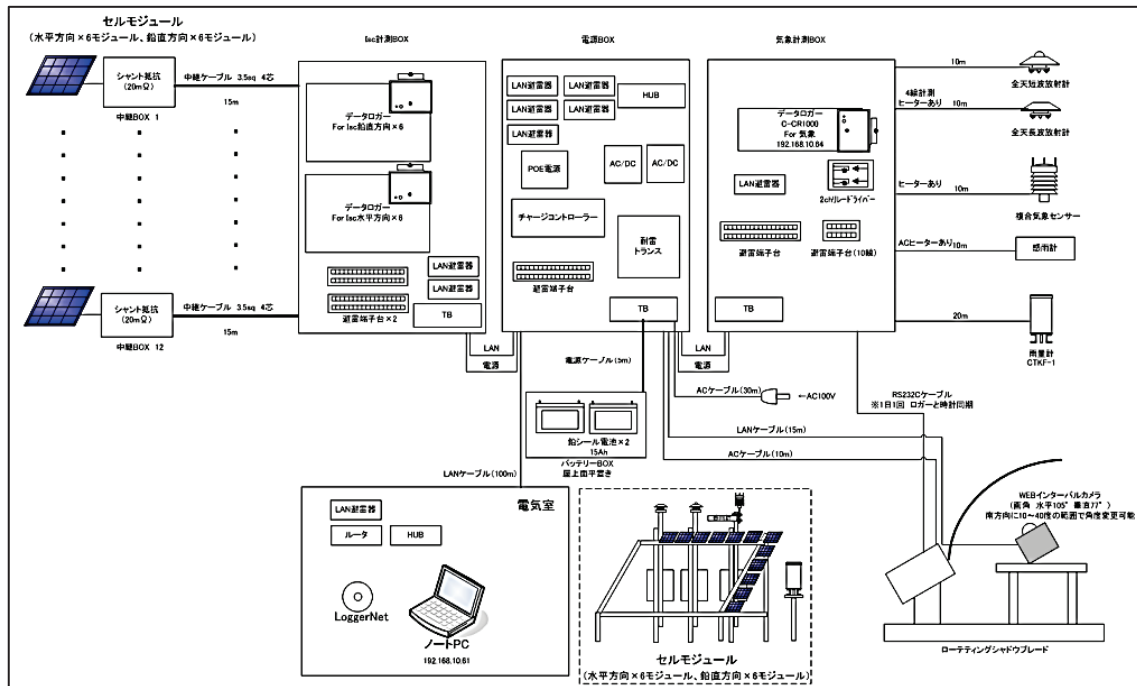 セルモジュール
(水平方向×6モジュール、鉛直方向×6モジュール)
シャント抵抗
(20mΩ)
中継BOX 1
中継ケーブル 3.5sq 4芯
15m
シャント抵抗
(20mΩ)
中継BOX 12
中継ケーブル 3.5sq 4芯
15m
Isc計測BOX
データロガー
For Isc鉛直方向×6
データロガー
For Isc水平方向×6
LAN避雷器
LAN避雷器
避雷端子台×2
TB
LAN
電源
電源BOX
LAN避雷器
LAN避雷器
HUB
LAN避雷器
LAN避雷器
LAN避雷器
POE電源
AC/DC
AC/DC
チャージコントローラー
耐雷
トランス
避雷端子台
TB
LAN
電源
気象計測BOX
データロガー
C-CR1000
For 気象
192.168.10.64
LAN避雷器
2chリレードライバー
避雷端子台
避雷端子台(10線)
TB
10m
全天短波放射計
4線計測
ヒーターあり 10m
全天長波放射計
ヒーターあり
10m
複合気象センサー
ACヒーターあり10m
感雨計
20m
雨量計
CTKF-1
電源ケーブル(5m)
ACケーブル(30m)
←AC100V
RS232Cケーブル
※1日1回 ロガーと時計同期
LANケーブル(15m)
ACケーブル(10m)
鉛シール電池×2
15Ah
バッテリーBOX
屋上面平置き
LANケーブル(100m)
電気室
LAN避雷器
ルータ
HUB
LoggerNet
ノートPC
192.168.10.61
セルモジュール
(水平方向×6モジュール、鉛直方向×6モジュール)
WEBインターバルカメラ
(画角 水平105° 垂直77°)
南方向に10~40度の範囲で角度変更可能
ローテティングシャドウブレード